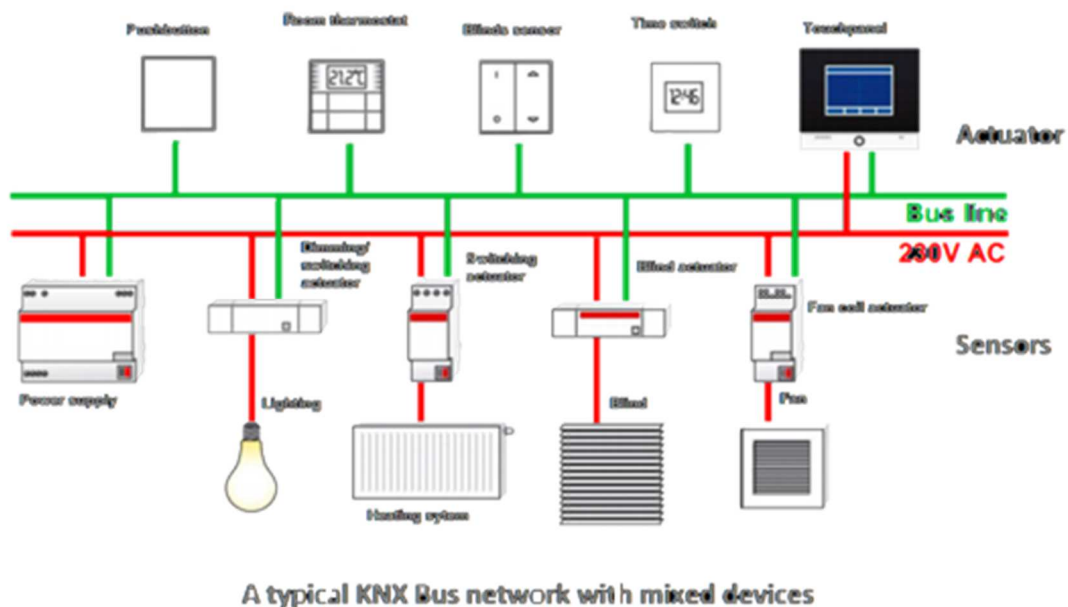 Pushbutton
Room thermostat
Blinds sensor
Time switch
Touchpanel
21.2℃
12:46
Actuator
Bus line
230V AC
Dimming/
switching
actuator
Switching
actuator
Blind actuator
Fan coil actuator
Sensors
Power supply
Lighting
Blind
Fan
Heating sytem
A typical KNX Bus network with mixed devices